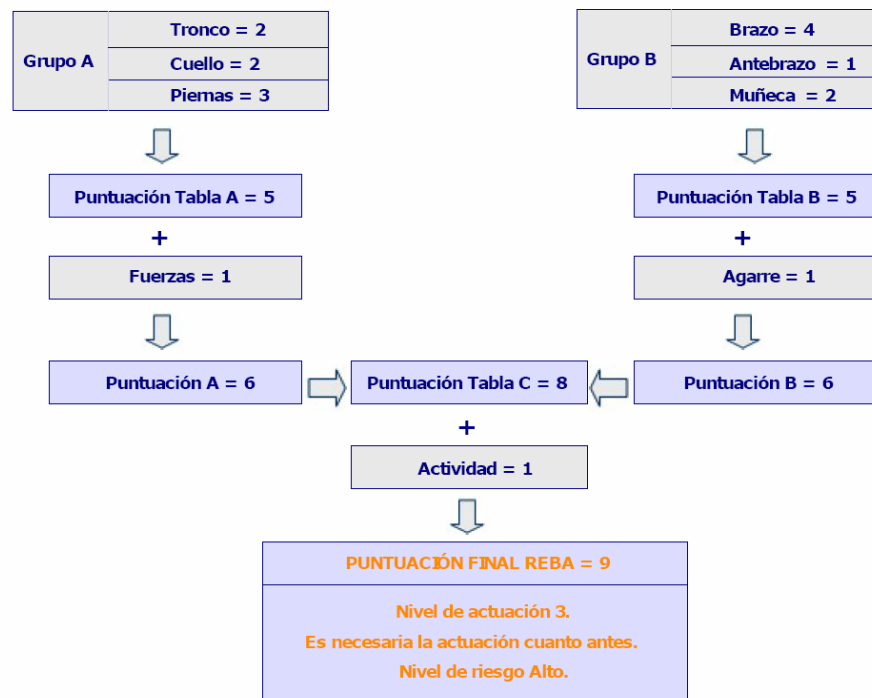 Grupo A
Tronco = 2
Cuello = 2
Piernas = 3
Grupo B
Brazo = 4
Antebrazo = 1
Muñeca = 2
Puntuación Tabla A = 5
+
Fuerzas = 1
Puntuación A = 6
Puntuación Tabla B = 5
+
Agarre = 1
Puntuación B = 6
Puntuación Tabla C = 8
+
Actividad = 1
PUNTUACIÓN FINAL REBA = 9
Nivel de actuación 3.
Es necesaria la actuación cuanto antes.
Nivel de riesgo Alto.